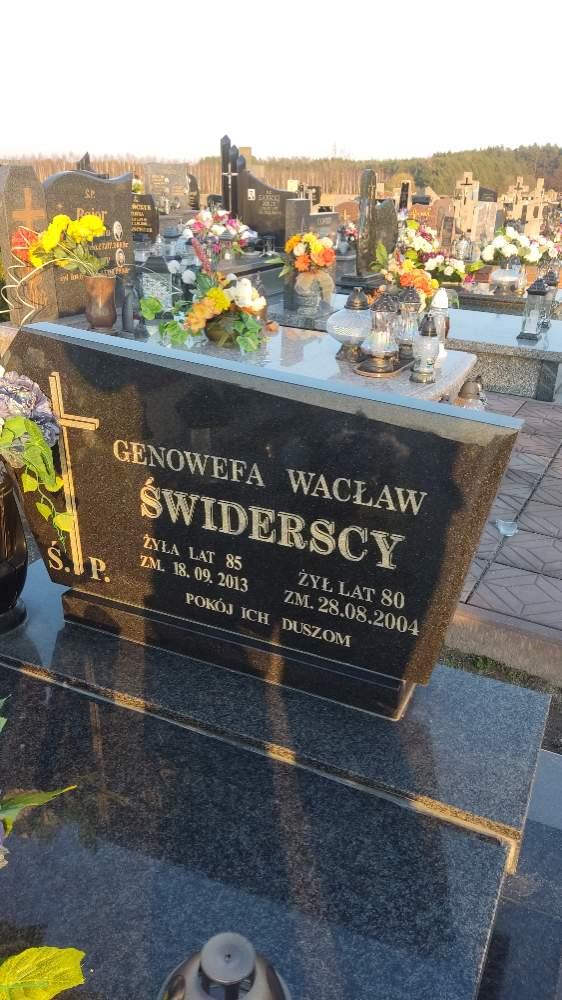 GENOWEFA WACŁAW
ŚWIDERSCY
ŻYŁA LAT 85
ZM. 18.09.2013
ŻYŁ LAT 80
ZM. 28.08.2004
Ś. P.
POKÓJ ICH DUSZOM